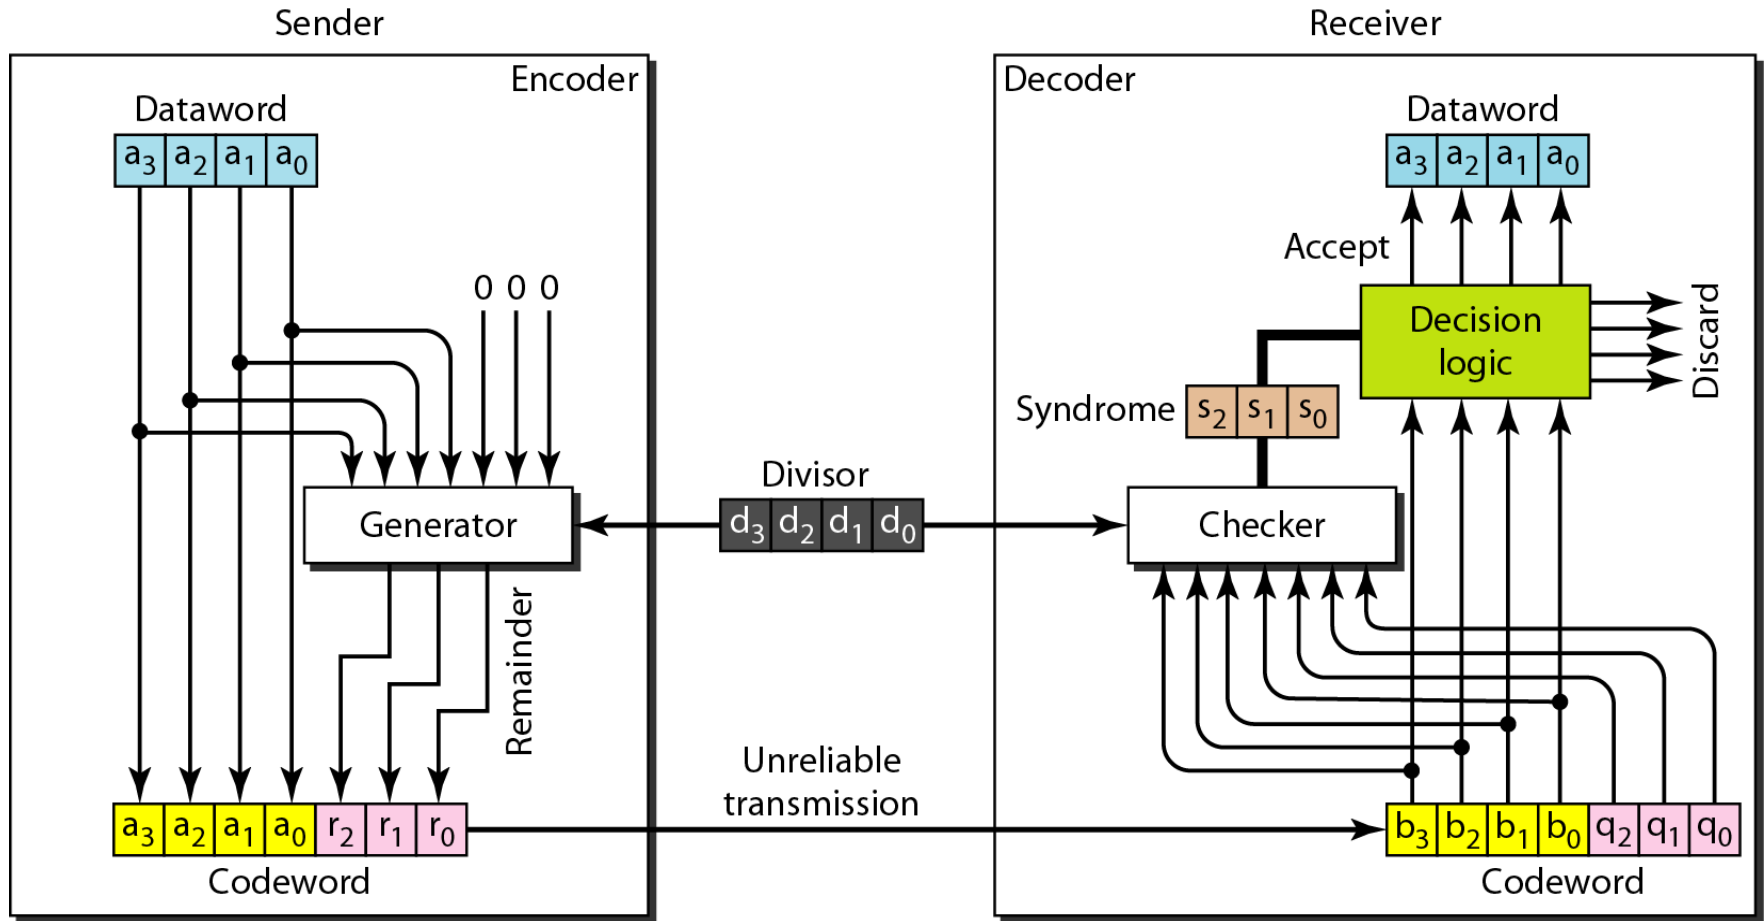 Sender
Receiver
Encoder
Decoder
Dataword
a₃ a₂ a₁ a₀
0 0 0
Generator
Remainder
a₃ a₂ a₁ a₀ r₂ r₁ r₀
Codeword
Divisor
d₃ d₂ d₁ d₀
Unreliable
transmission
Dataword
a₃ a₂ a₁ a₀
Accept
Decision
logic
Discard
Syndrome
s₂ s₁ s₀
Checker
b₃ b₂ b₁ b₀ q₂ q₁ q₀
Codeword